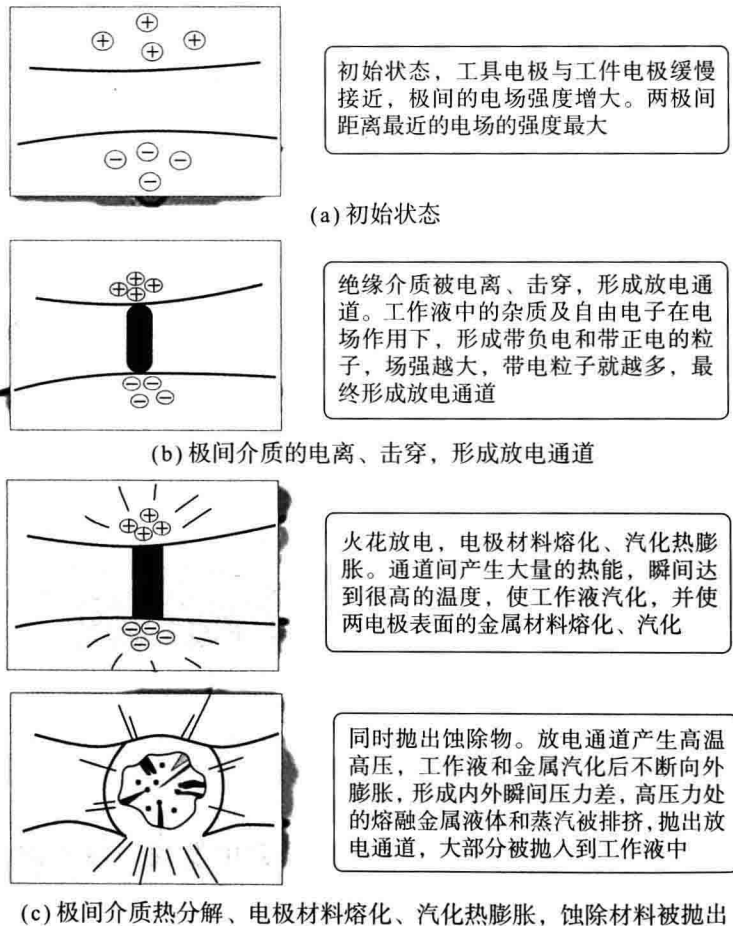 初始状态，工具电极与工件电极缓慢
接近，极间的电场强度增大。两极间
距离最近的电场的强度最大
(a)初始状态
绝缘介质被电离、击穿，形成放电通
道。工作液中的杂质及自由电子在电
场作用下，形成带负电和带正电的粒
子，场强越大，带电粒子就越多，最
终形成放电通道
(b)极间介质的电离、击穿，形成放电通道
火花放电，电极材料熔化、汽化热膨
胀。通道间产生大量的热能，瞬间达
到很高的温度，使工作液汽化，并使
两电极表面的金属材料熔化、汽化
同时抛出蚀除物。放电通道产生高温
高压，工作液和金属汽化后不断向外
膨胀，形成内外瞬间压力差，高压力处
的熔融金属液体和蒸汽被排挤，抛出放
电通道，大部分被抛入到工作液中
(c)极间介质热分解、电极材料熔化、汽化热膨胀，蚀除材料被抛出